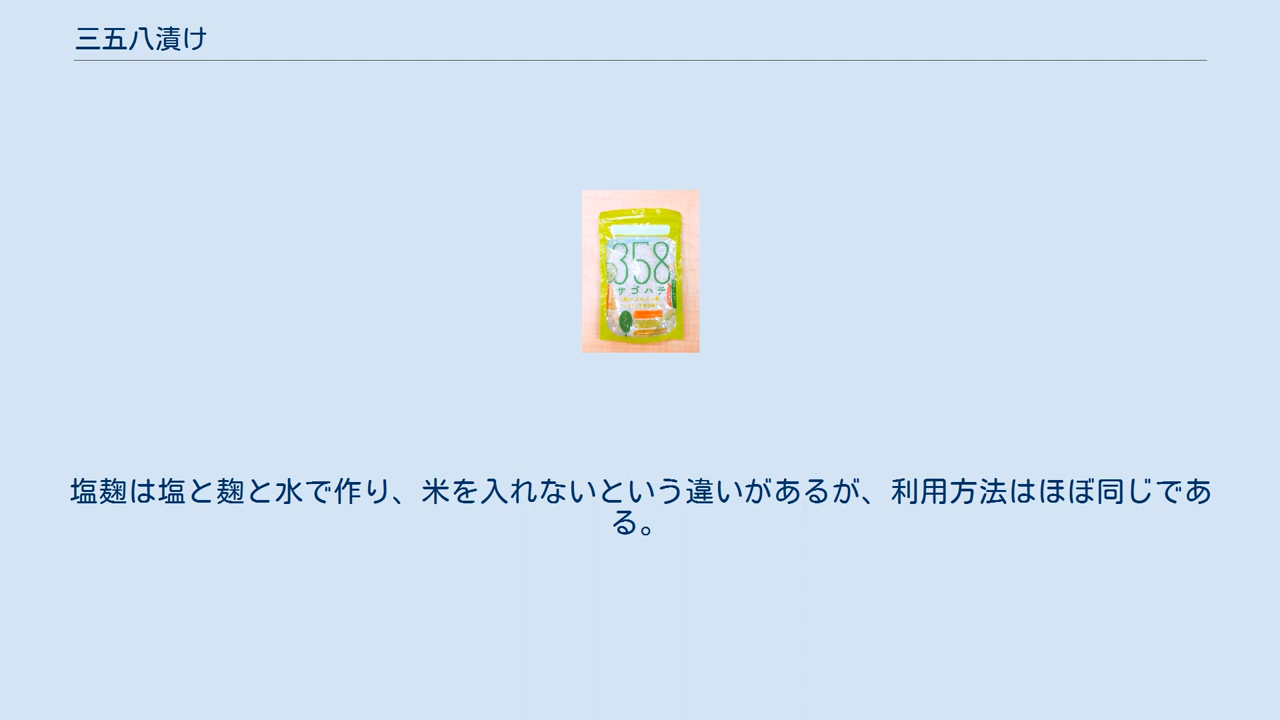 三五八漬け
358
サゴハチ
塩麹は塩と麹と水で作り、米を入れないという違いがあるが、利用方法はほぼ同じであ
る。